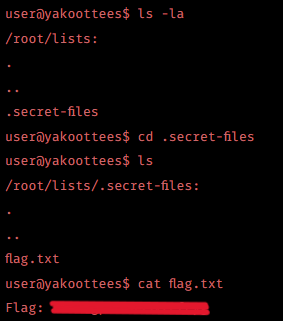 user@yakoottees$ ls -la
/root/lists:
.
..
.secret-files
user@yakoottees$ cd .secret-files
user@yakoottees$ ls
/root/lists/.secret-files:
.
..
flag.txt
user@yakoottees$ cat flag.txt
Flag: